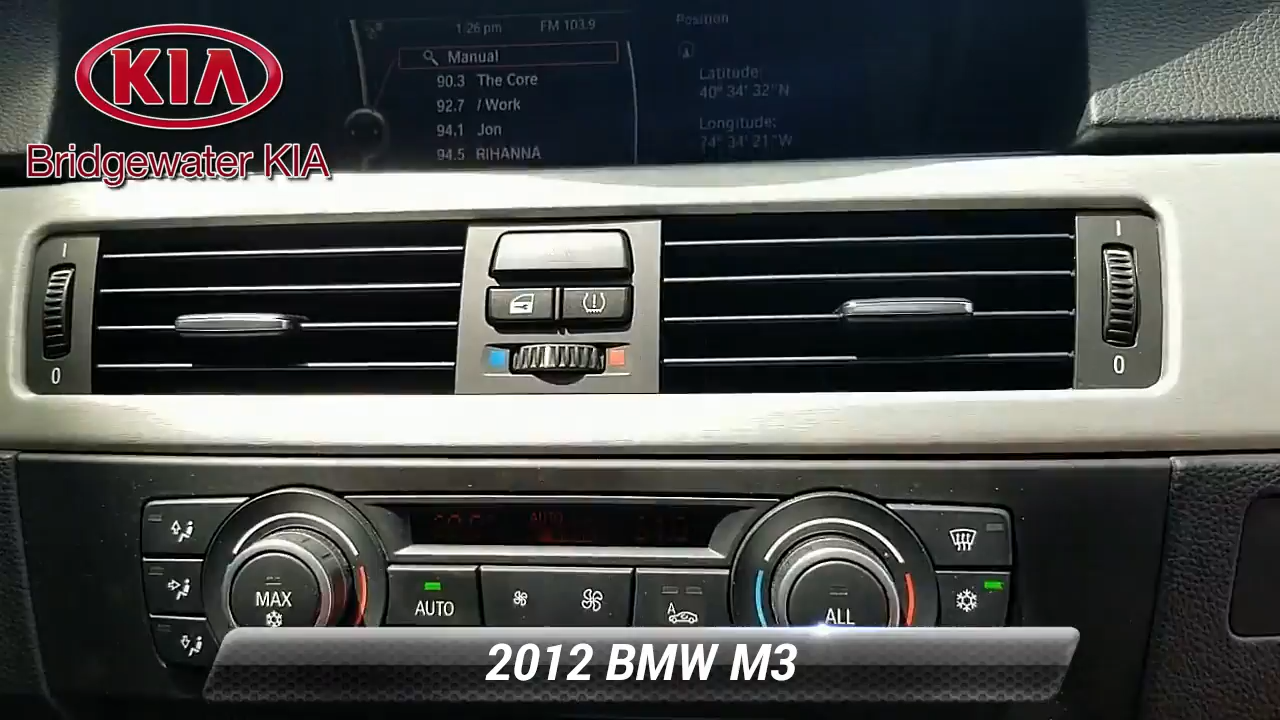 KIA
Bridgewater KIA
1:26 pm FM 103.9
Manual
90.3 The Core
92.7 / Work
94.1 Jon
94.5 RIHANNA
Position
Latitude:
40° 34' 32"N
Longitude:
74° 34' 21"W
I
I
0
0
AUTO
MAX
AUTO
A
ALL
2012 BMW M3